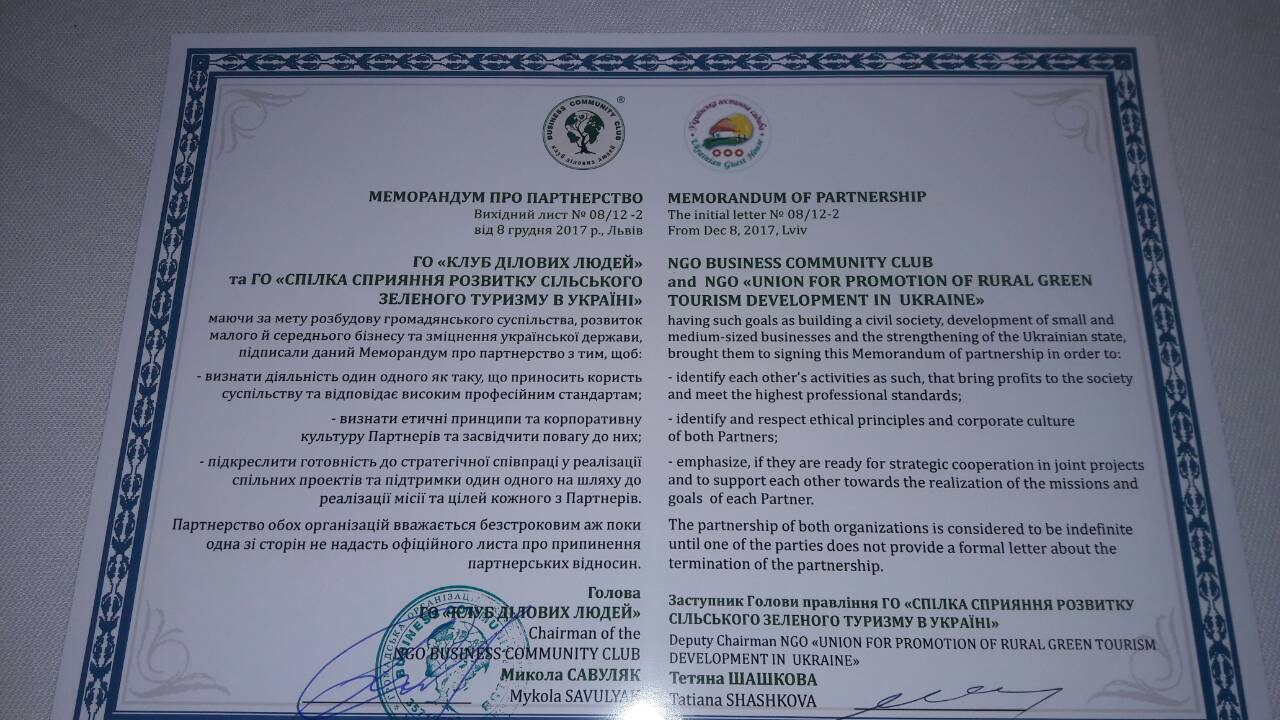 BUSINESS COMMUNITY CLUB
клуб ділових людей
®
Українська гостинна садиба
Ukrainian Guest House
МЕМОРАНДУМ ПРО ПАРТНЕРСТВО
Вихідний лист № 08/12 -2
від 8 грудня 2017 р., Львів
ГО «КЛУБ ДІЛОВИХ ЛЮДЕЙ»
та ГО «СПІЛКА СПРИЯННЯ РОЗВИТКУ СІЛЬСЬКОГО
ЗЕЛЕНОГО ТУРИЗМУ В УКРАЇНІ»
маючи за мету розбудову громадянського суспільства, розвиток
малого й середнього бізнесу та зміцнення української держави,
підписали даний Меморандум про партнерство з тим, щоб:
- визнати діяльність один одного як таку, що приносить користь
суспільству та відповідає високим професійним стандартам;
- визнати етичні принципи та корпоративну
культуру Партнерів та засвідчити повагу до них;
- підкреслити готовність до стратегічної співпраці у реалізації
спільних проектів та підтримки один одного на шляху до
реалізації місії та цілей кожного з Партнерів.
Партнерство обох організацій вважається безстроковим аж поки
одна зі сторін не надасть офіційного листа про припинення
партнерських відносин.
Голова
ГО «КЛУБ ДІЛОВИХ ЛЮДЕЙ»
Chairman of the
NGO BUSINESS COMMUNITY CLUB
Микола САВУЛЯК
Mykola SAVULYAK
MEMORANDUM OF PARTNERSHIP
The initial letter № 08/12-2
From Dec 8, 2017, Lviv
NGO BUSINESS COMMUNITY CLUB
and NGO «UNION FOR PROMOTION OF RURAL GREEN
TOURISM DEVELOPMENT IN UKRAINE»
having such goals as building a civil society, development of small and
medium-sized businesses and the strengthening of the Ukrainian state,
brought them to signing this Memorandum of partnership in order to:
- identify each other's activities as such, that bring profits to the society
and meet the highest professional standards;
- identify and respect ethical principles and corporate culture
of both Partners;
- emphasize, if they are ready for strategic cooperation in joint projects
and to support each other towards the realization of the missions and
goals of each Partner.
The partnership of both organizations is considered to be indefinite
until one of the parties does not provide a formal letter about the
termination of the partnership.
Заступник Голови правління ГО «СПІЛКА СПРИЯННЯ РОЗВИТКУ
СІЛЬСЬКОГО ЗЕЛЕНОГО ТУРИЗМУ В УКРАЇНІ»
Deputy Chairman NGO «UNION FOR PROMOTION OF RURAL GREEN TOURISM
DEVELOPMENT IN UKRAINE»
Тетяна ШАШКОВА
Tatiana SHASHKOVA